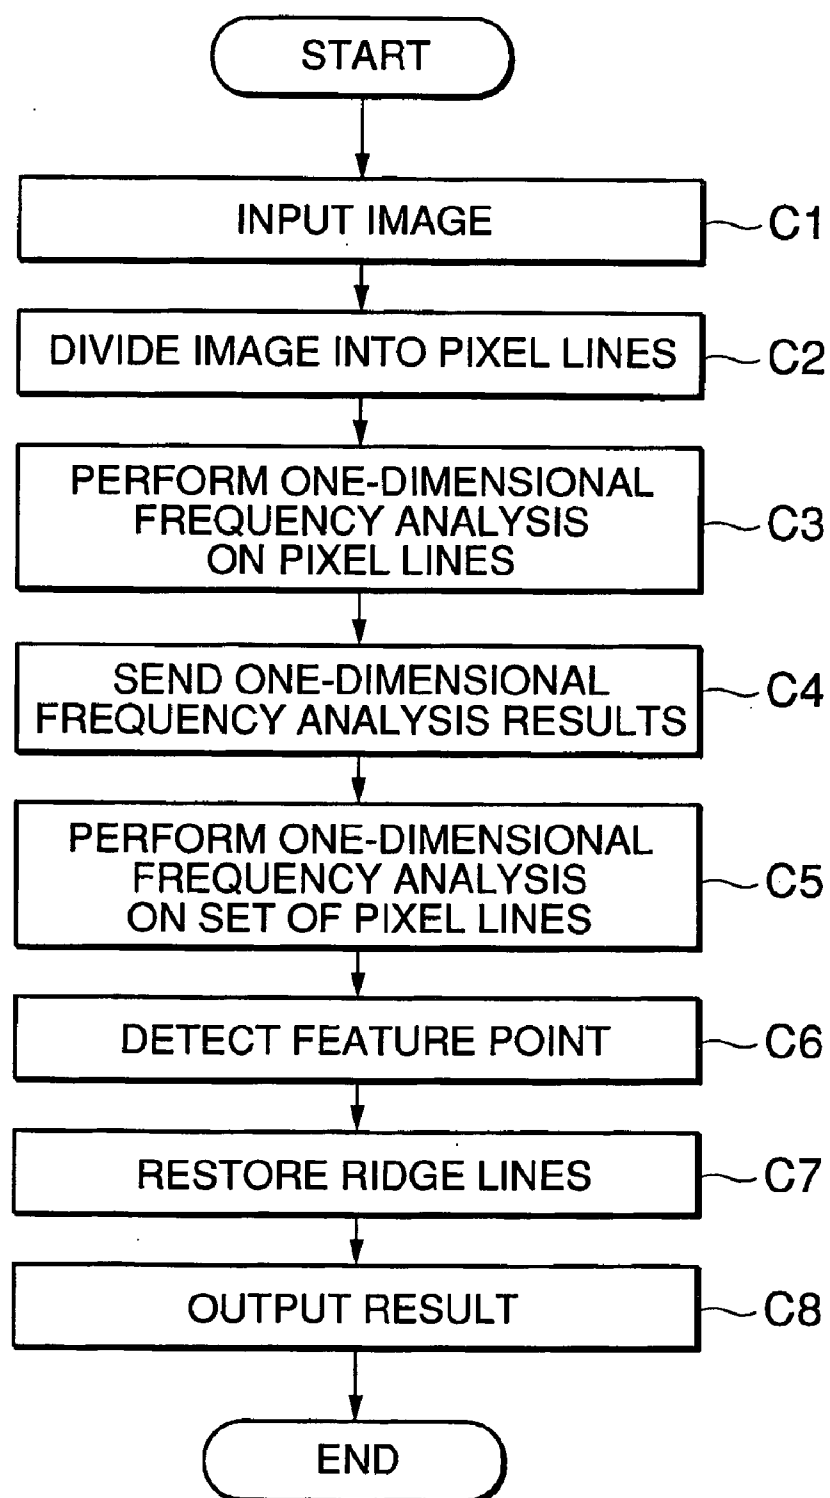 START
INPUT IMAGE
C1
DIVIDE IMAGE INTO PIXEL LINES
C2
PERFORM ONE-DIMENSIONAL
FREQUENCY ANALYSIS
ON PIXEL LINES
C3
SEND ONE-DIMENSIONAL
FREQUENCY ANALYSIS RESULTS
C4
PERFORM ONE-DIMENSIONAL
FREQUENCY ANALYSIS
ON SET OF PIXEL LINES
C5
DETECT FEATURE POINT
C6
RESTORE RIDGE LINES
C7
OUTPUT RESULT
C8
END